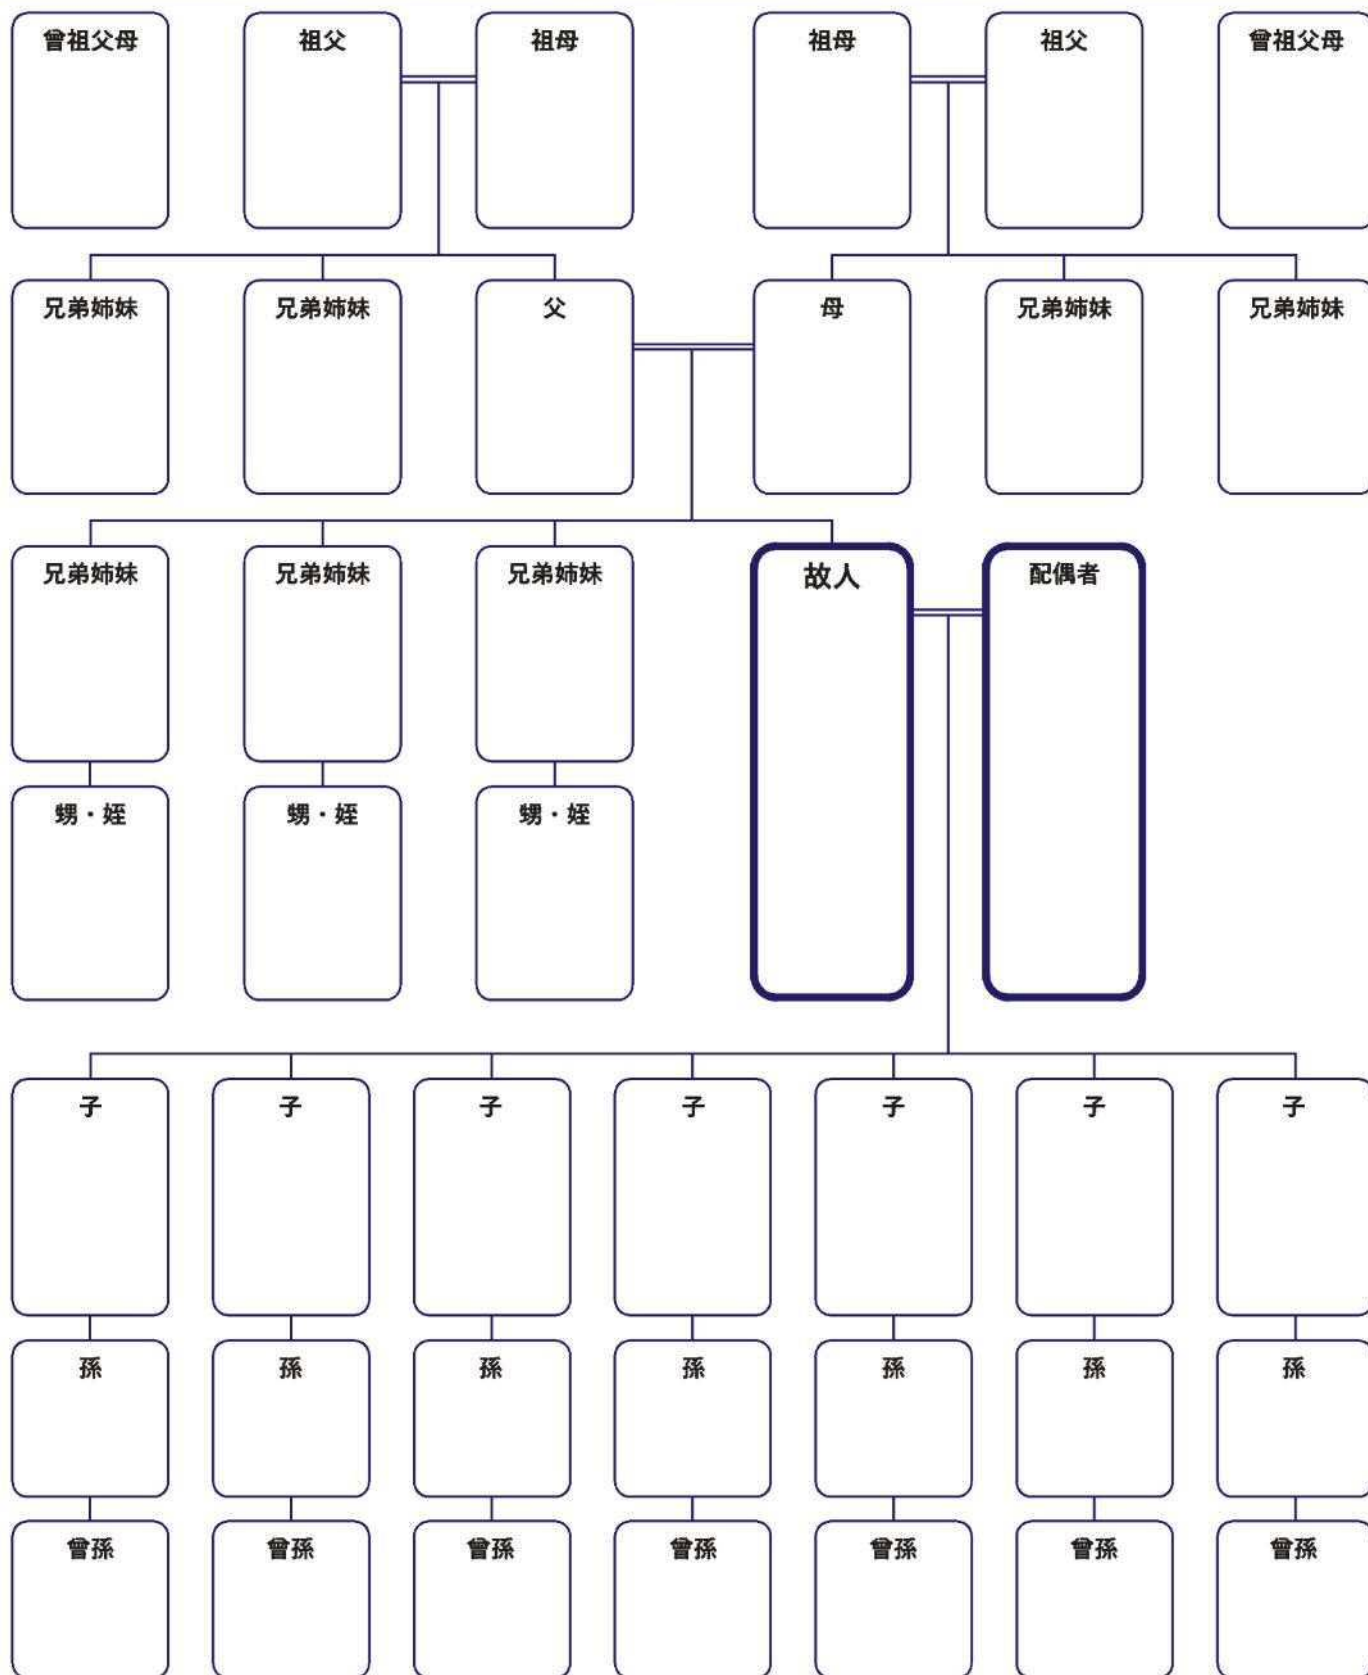 曾祖父母
祖父
祖母
祖母
祖父
曾祖父母
兄弟姉妹
兄弟姉妹
父
母
兄弟姉妹
兄弟姉妹
兄弟姉妹
兄弟姉妹
兄弟姉妹
故人
配偶者
甥・姪
甥・姪
甥・姪
子
子
子
子
子
子
子
孫
孫
孫
孫
孫
孫
孫
曾孫
曾孫
曾孫
曾孫
曾孫
曾孫
曾孫